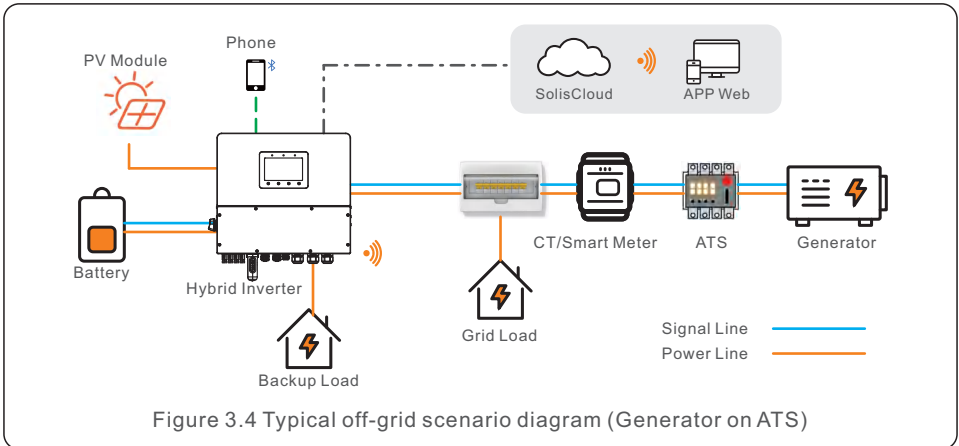 Phone
PV Module
SolisCloud
APP Web
CT/Smart Meter
ATS
Generator
Battery
Hybrid Inverter
Grid Load
Signal Line
Power Line
Backup Load
Figure 3.4 Typical off-grid scenario diagram (Generator on ATS)